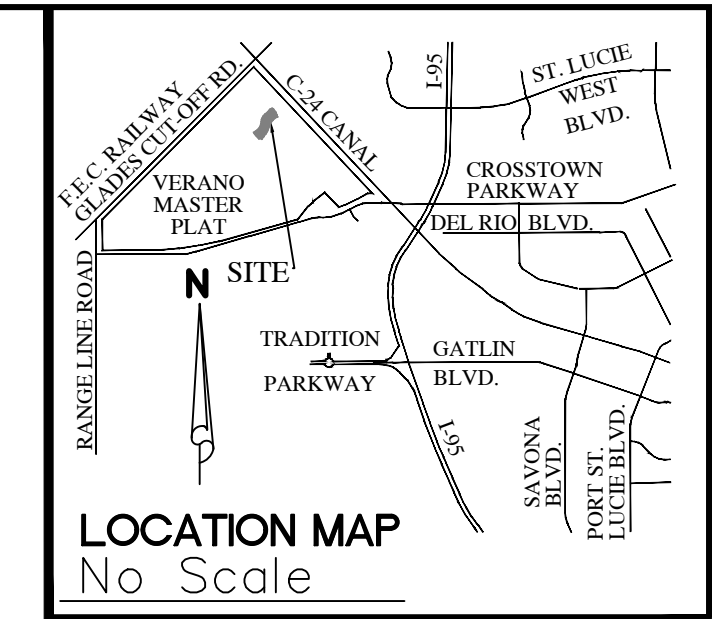 F.E.C. RAILWAY
GLADES CUT-OFF RD.
C-24 CANAL
I-95
ST. LUCIE
WEST
BLVD.
VERANO
MASTER
PLAT
CROSSTOWN
PARKWAY
DEL RIO BLVD.
SITE
N
RANGE LINE ROAD
TRADITION
PARKWAY
GATLIN
BLVD.
I-95
SAVONA
BLVD.
PORT ST.
LUCIE BLVD.
LOCATION MAP
No Scale